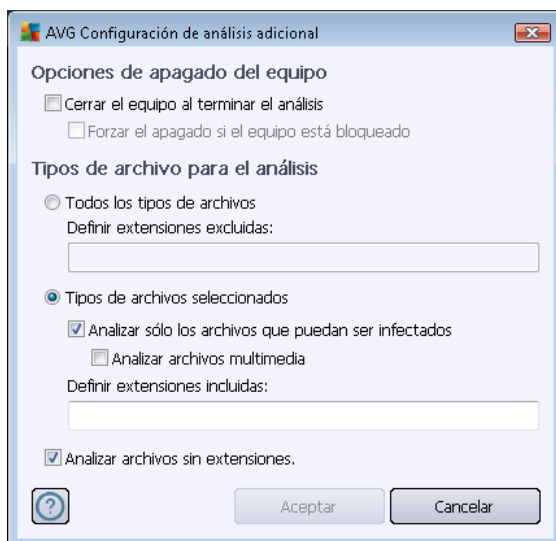 AVG Configuración de análisis adicional
Opciones de apagado del equipo
Cerrar el equipo al terminar el análisis
Forzar el apagado si el equipo está bloqueado
Tipos de archivo para el análisis
Todos los tipos de archivos
Definir extensiones excluidas:
Tipos de archivos seleccionados
Analizar sólo los archivos que puedan ser infectados
Analizar archivos multimedia
Definir extensiones incluidas:
Analizar archivos sin extensiones.
? Aceptar Cancelar